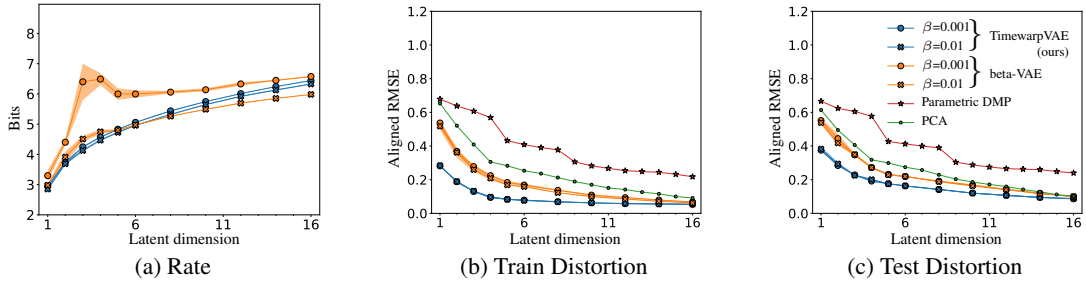 8
7
6
5
4
3
2
Bits
1
6
11
16
Latent dimension
(a) Rate
1.2
1.0
0.8
0.6
0.4
0.2
0.0
Aligned RMSE
1
6
11
16
Latent dimension
(b) Train Distortion
1.2
1.0
0.8
0.6
0.4
0.2
0.0
Aligned RMSE
β=0.001
β=0.01
TimewarpVAE
(ours)
β=0.001
β=0.01
beta-VAE
Parametric DMP
PCA
1
6
11
16
Latent dimension
(c) Test Distortion